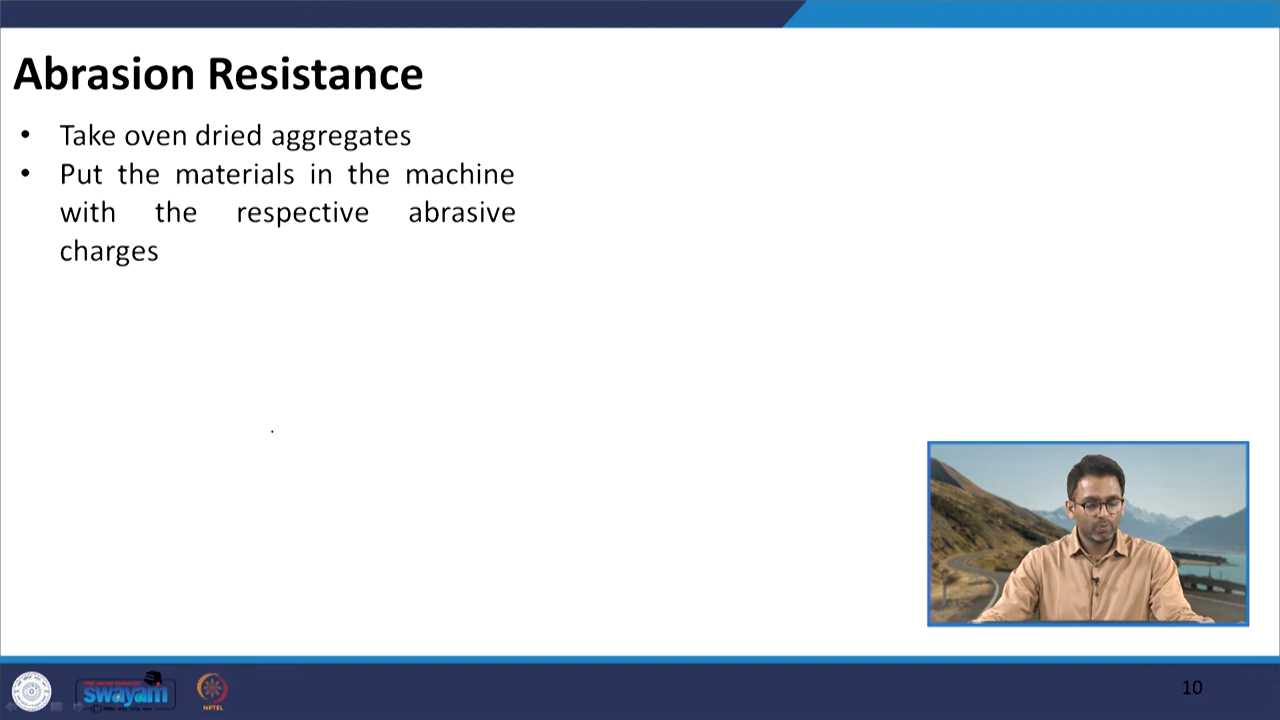 Abrasion Resistance
• Take oven dried aggregates
• Put the materials in the machine
with the respective abrasive
charges
swayam
NPTEL
10